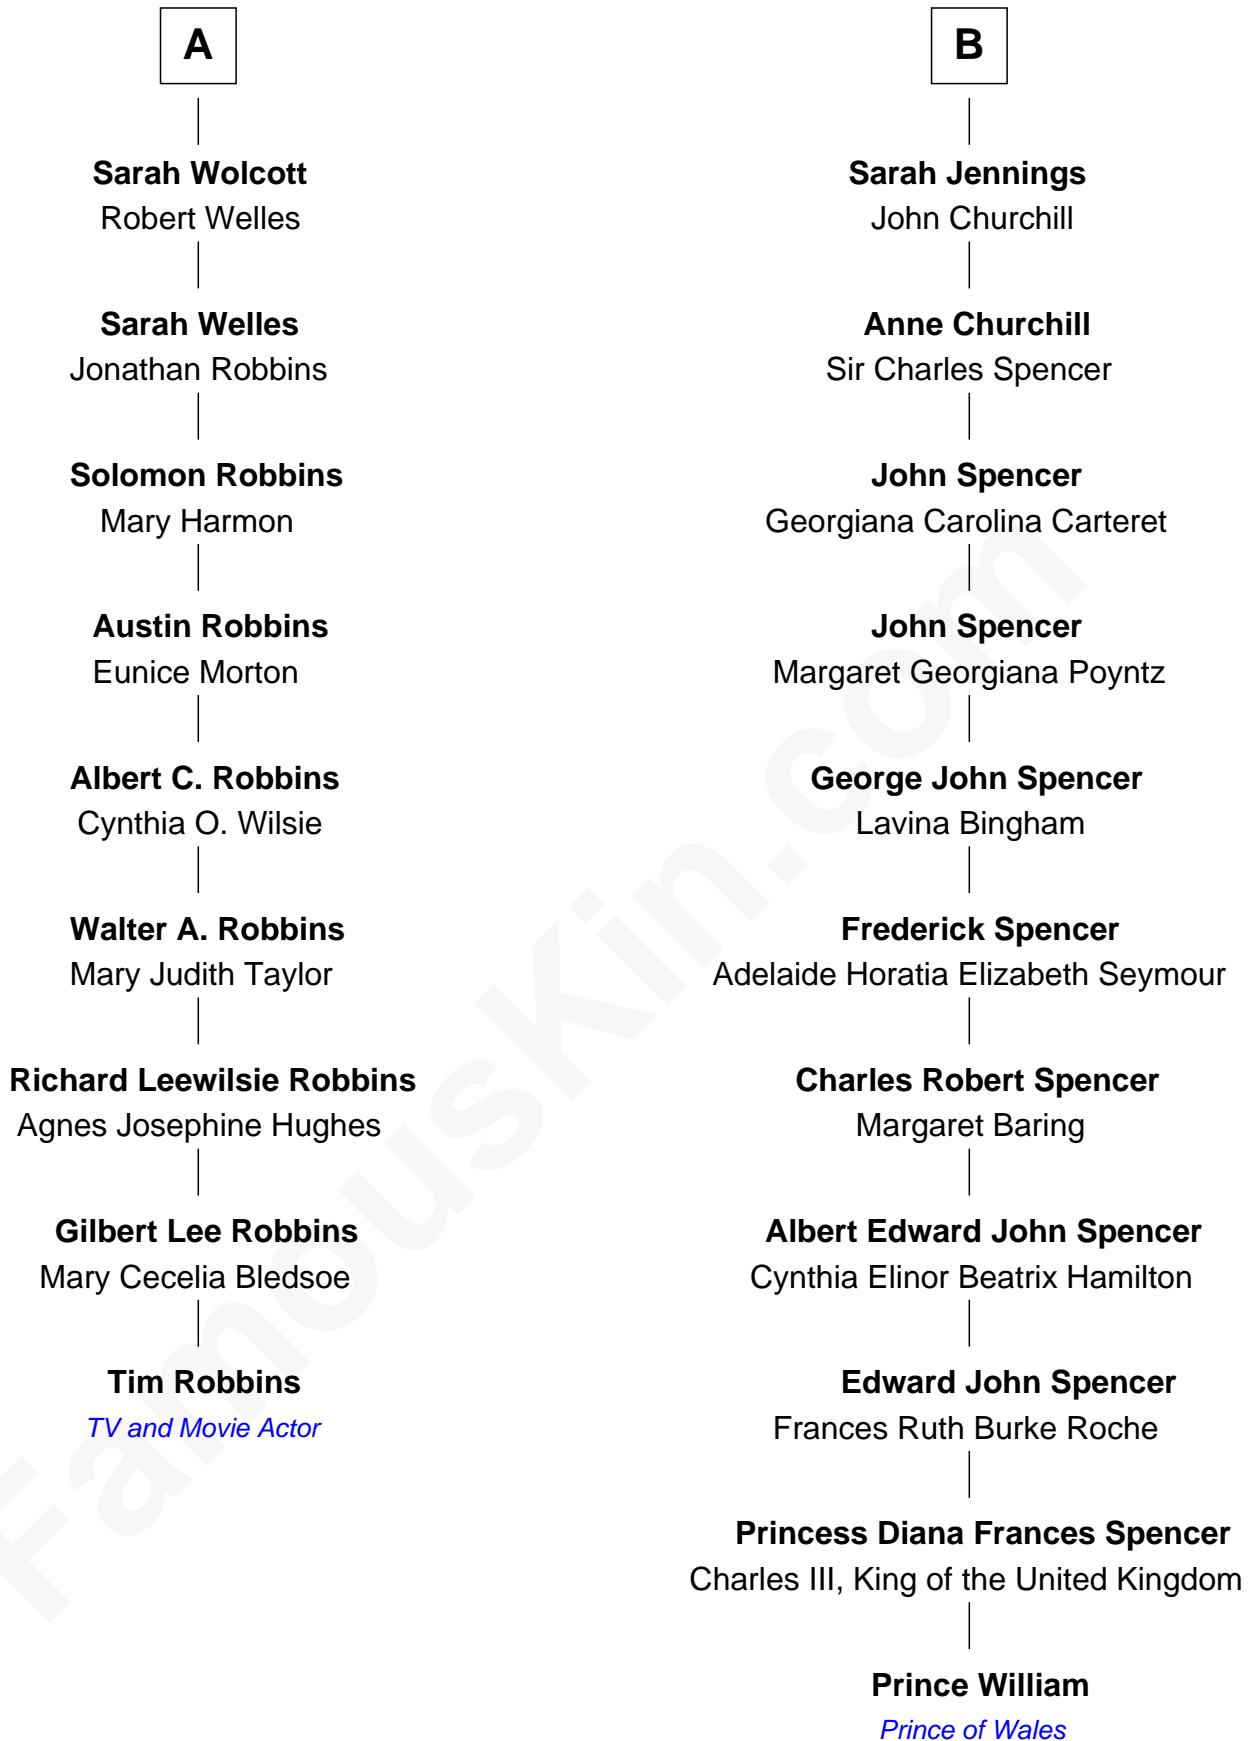 A
Sarah Wolcott
Robert Welles
Sarah Welles
Jonathan Robbins
Solomon Robbins
Mary Harmon
Austin Robbins
Eunice Morton
Albert C. Robbins
Cynthia O. Wilsie
Walter A. Robbins
Mary Judith Taylor
Richard Leewilsie Robbins
Agnes Josephine Hughes
Gilbert Lee Robbins
Mary Cecelia Bledsoe
Tim Robbins
TV and Movie Actor
B
Sarah Jennings
John Churchill
Anne Churchill
Sir Charles Spencer
John Spencer
Georgiana Carolina Carteret
John Spencer
Margaret Georgiana Poyntz
George John Spencer
Lavina Bingham
Frederick Spencer
Adelaide Horatia Elizabeth Seymour
Charles Robert Spencer
Margaret Baring
Albert Edward John Spencer
Cynthia Elinor Beatrix Hamilton
Edward John Spencer
Frances Ruth Burke Roche
Princess Diana Frances Spencer
Charles III, King of the United Kingdom
Prince William
Prince of Wales
FamousKin.com